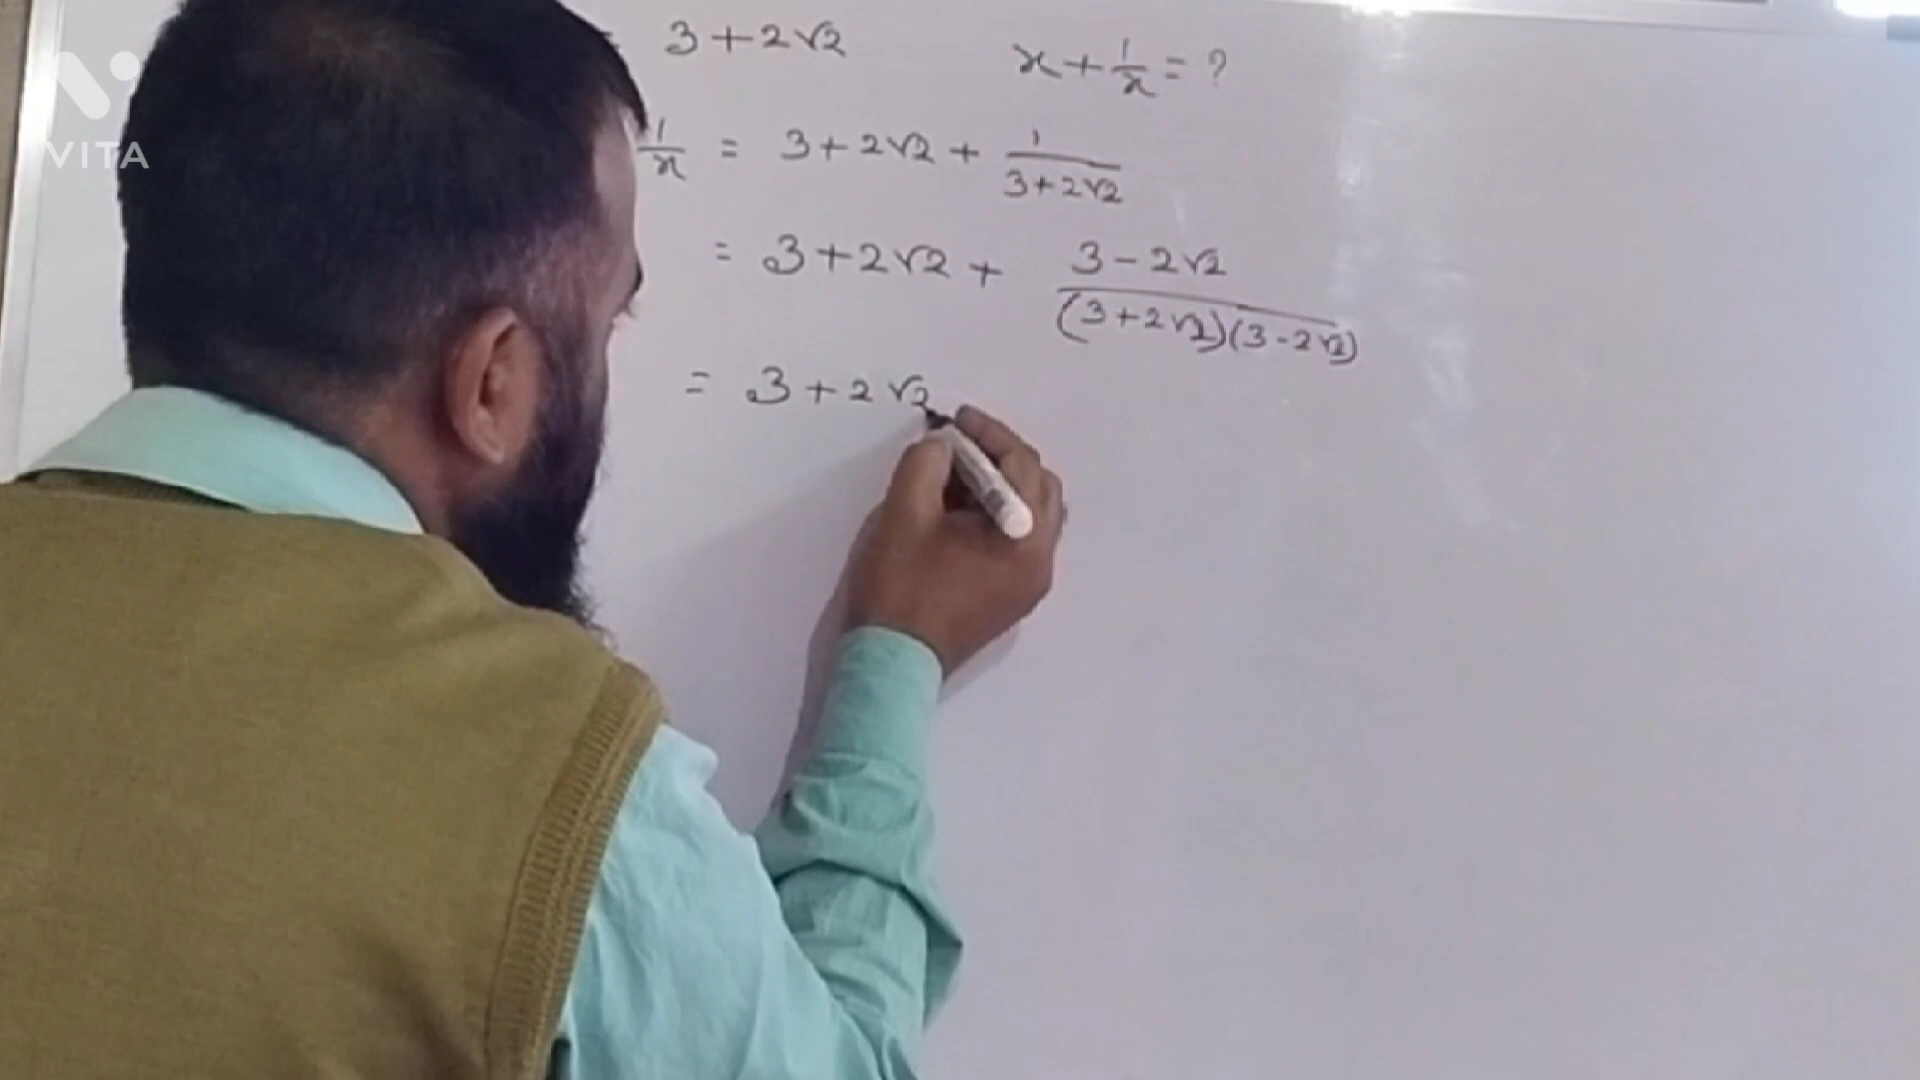 = 3+2√2 x+1/x=?
1/x = 3+2√2+1/(3+2√2)
= 3+2√2+(3-2√2)/((3+2√2)(3-2√2))
= 3+2√2
VITA